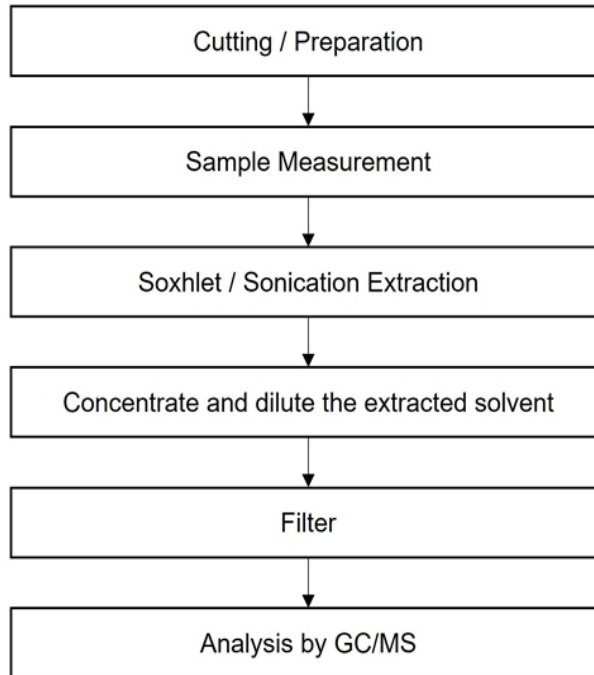 Cutting / Preparation
Sample Measurement
Soxhlet / Sonication Extraction
Concentrate and dilute the extracted solvent
Filter
Analysis by GC/MS